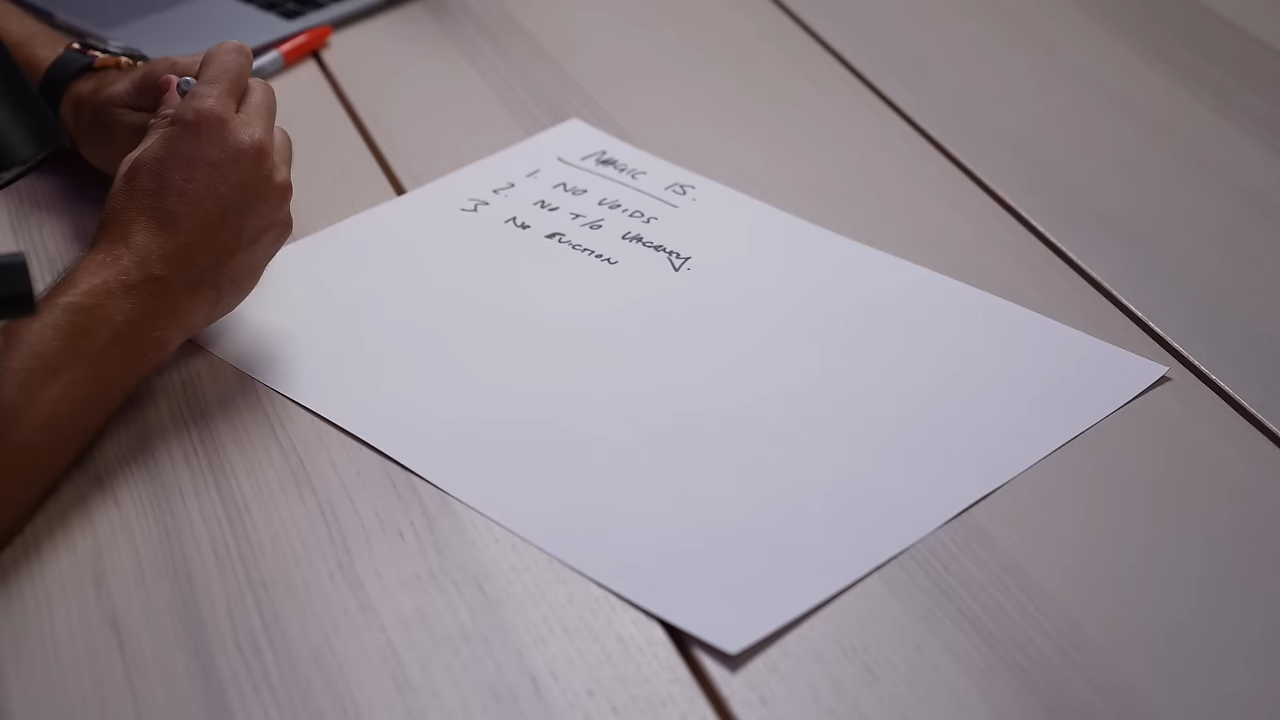 MAGIC IS.
1. NO VOIDS
2. NO T/O VACANCY.
3 NO EVICTION